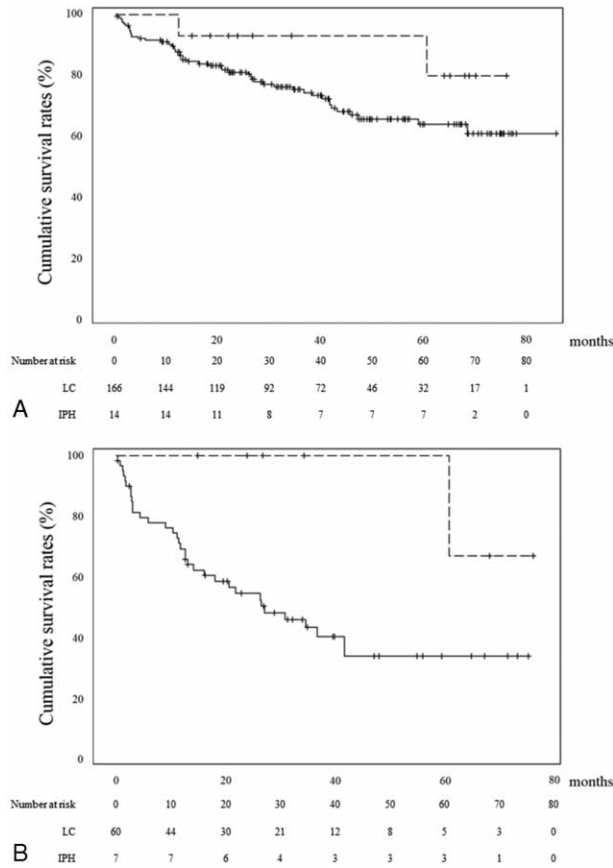 100
80
60
40
20
0
Cumulative survival rates (%)
0 20 40 60 80 months
Number at risk 0 10 20 30 40 50 60 70 80
LC 166 144 119 92 72 46 32 17 1
A
IPH 14 14 11 8 7 7 7 2 0
100
80
60
40
20
0
Cumulative survival rates (%)
0 20 40 60 80 months
Number at risk 0 10 20 30 40 50 60 70 80
LC 60 44 30 21 12 8 5 3 0
B
IPH 7 7 6 4 3 3 3 1 0